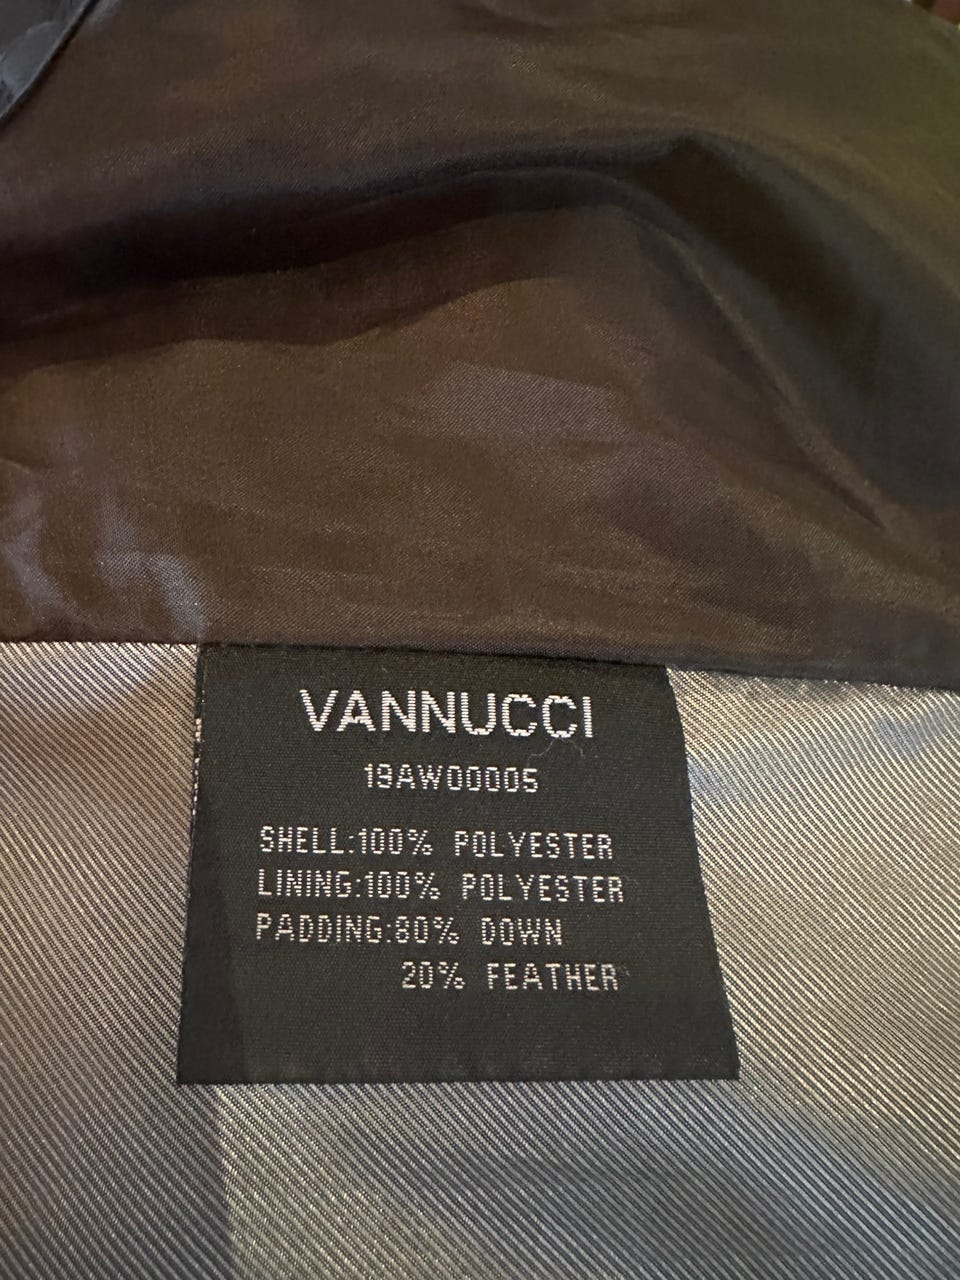 VANNUCCI
19AW00005
SHELL:100% POLYESTER
LINING:100% POLYESTER
PADDING:80% DOWN
20% FEATHER